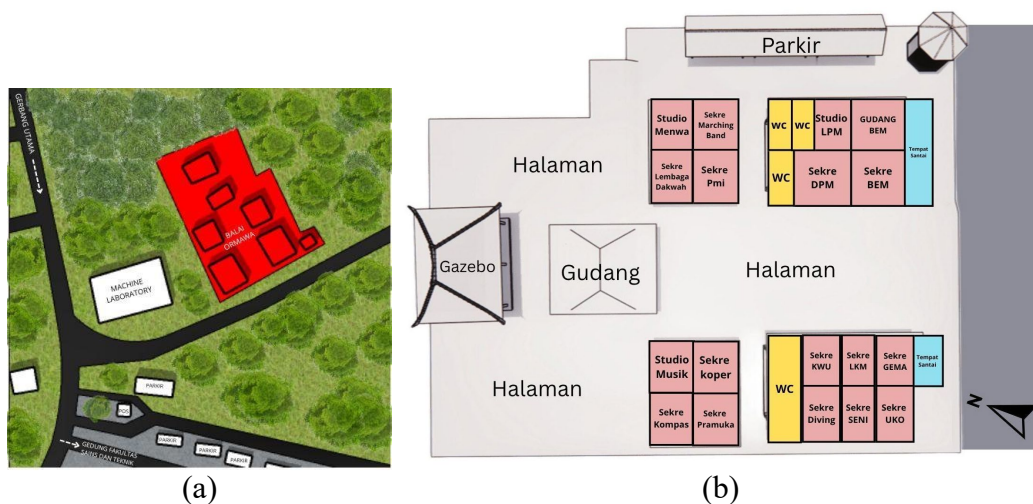 GERBANG UTAMA
BALAI
ORMAWA
MACHINE
LABORATORY
PARKIR
POS
PARKIR
PARKIR
PARKIR
GEDUNG FAKULTAS
SAINS DAN TEKNIK
(a)
Parkir
Halaman
Studio
Menwa
Sekre
Marching
Band
Sekre
Lembaga
Dakwah
Sekre
Pmi
WC
WC
Studio
LPM
GUDANG
BEM
Tempat
Santai
WC
Sekre
DPM
Sekre
BEM
Gazebo
Gudang
Halaman
Halaman
Studio
Musik
Sekre
koper
Sekre
Kompas
Sekre
Pramuka
WC
Sekre
KWU
Sekre
LKM
Sekre
GEMA
Tempat
Santai
Sekre
Diving
Sekre
SENI
Sekre
UKO
N
(b)